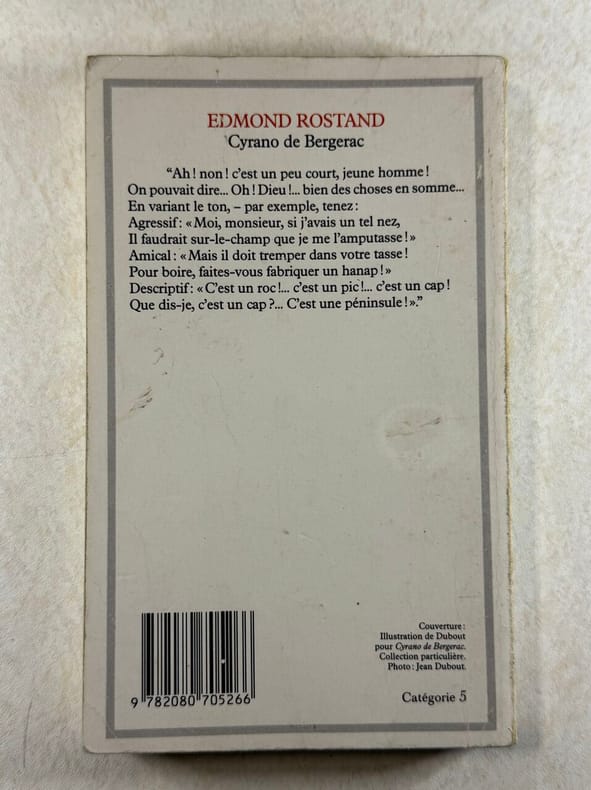 EDMOND ROSTAND
Cyrano de Bergerac
“Ah ! non ! c’est un peu court, jeune homme !
On pouvait dire... Oh ! Dieu !... bien des choses en somme...
En variant le ton, – par exemple, tenez :
Agressif : « Moi, monsieur, si j’avais un tel nez,
Il faudrait sur-le-champ que je me l’amputasse ! »
Amical : « Mais il doit tremper dans votre tasse !
Pour boire, faites-vous fabriquer un hanap ! »
Descriptif : « C’est un roc !... c’est un pic !... c’est un cap !
Que dis-je, c’est un cap ?... C’est une péninsule ! ».”
Couverture :
Illustration de Dubout
pour Cyrano de Bergerac.
Collection particulière.
Photo : Jean Dubout.
9 782080 705266
Catégorie 5